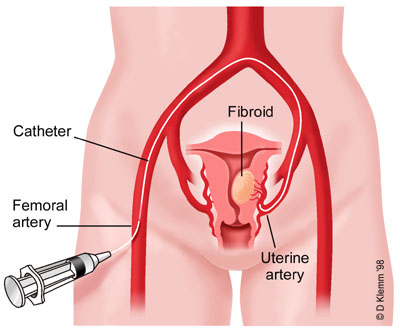 Fibroid
Catheter
Femoral
artery
Uterine
artery
© D Klemm '98